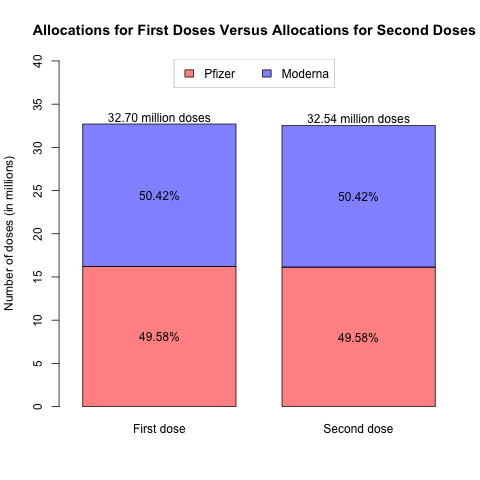 Allocations for First Doses Versus Allocations for Second Doses
Pfizer
Moderna
Number of doses (in millions)
40
35
30
25
20
15
10
5
0
32.70 million doses
32.54 million doses
50.42%
50.42%
49.58%
49.58%
First dose
Second dose